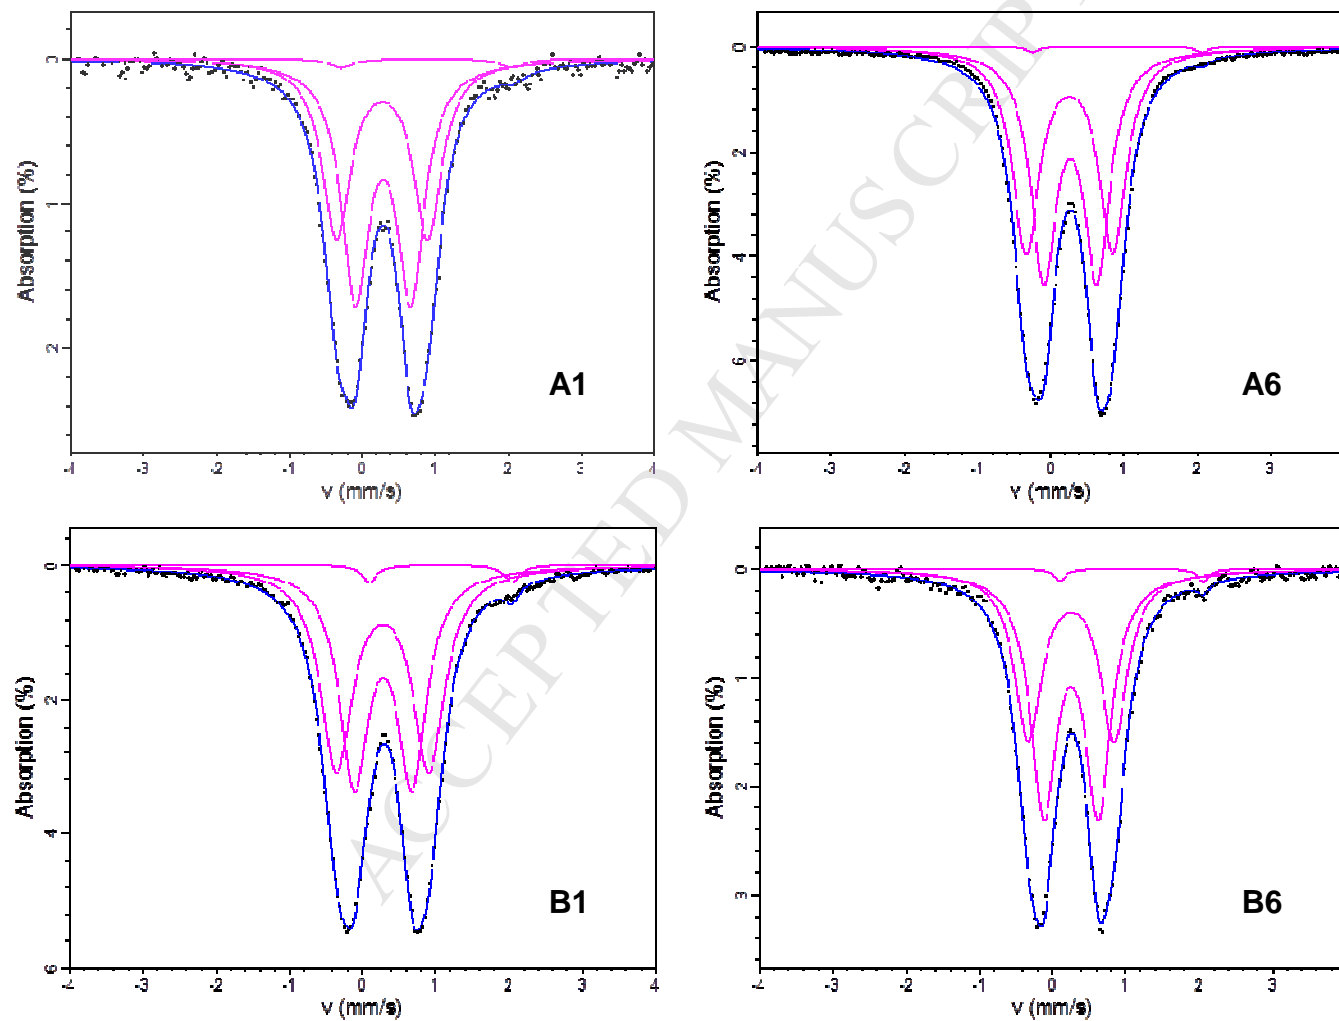 0
1
2
Absorption (%)
A1
-4 -3 -2 -1 0 1 2 3 4
v (mm/s)
0
2
4
6
Absorption (%)
A6
-4 -3 -2 -1 0 1 2 3
v (mm/s)
0
2
4
6
Absorption (%)
B1
-4 -3 -2 -1 0 1 2 3 4
v (mm/s)
0
1
2
3
Absorption (%)
B6
-4 -3 -2 -1 0 1 2 3
v (mm/s)
ACCEPTED MANUSCRIP